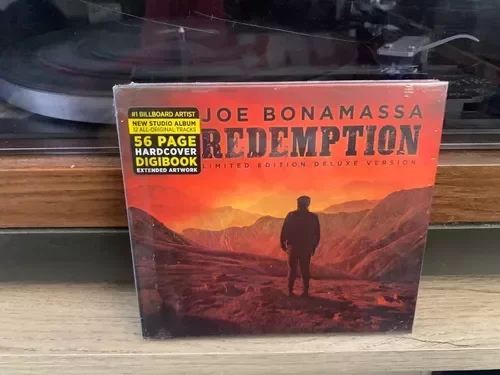 #1 BILLBOARD ARTIST
NEW STUDIO ALBUM
12 ALL-ORIGINAL TRACKS
56 PAGE
HARDCOVER
DIGIBOOK
EXTENDED ARTWORK
JOE BONAMASSA
REDEMPTION
LIMITED EDITION DELUXE VERSION